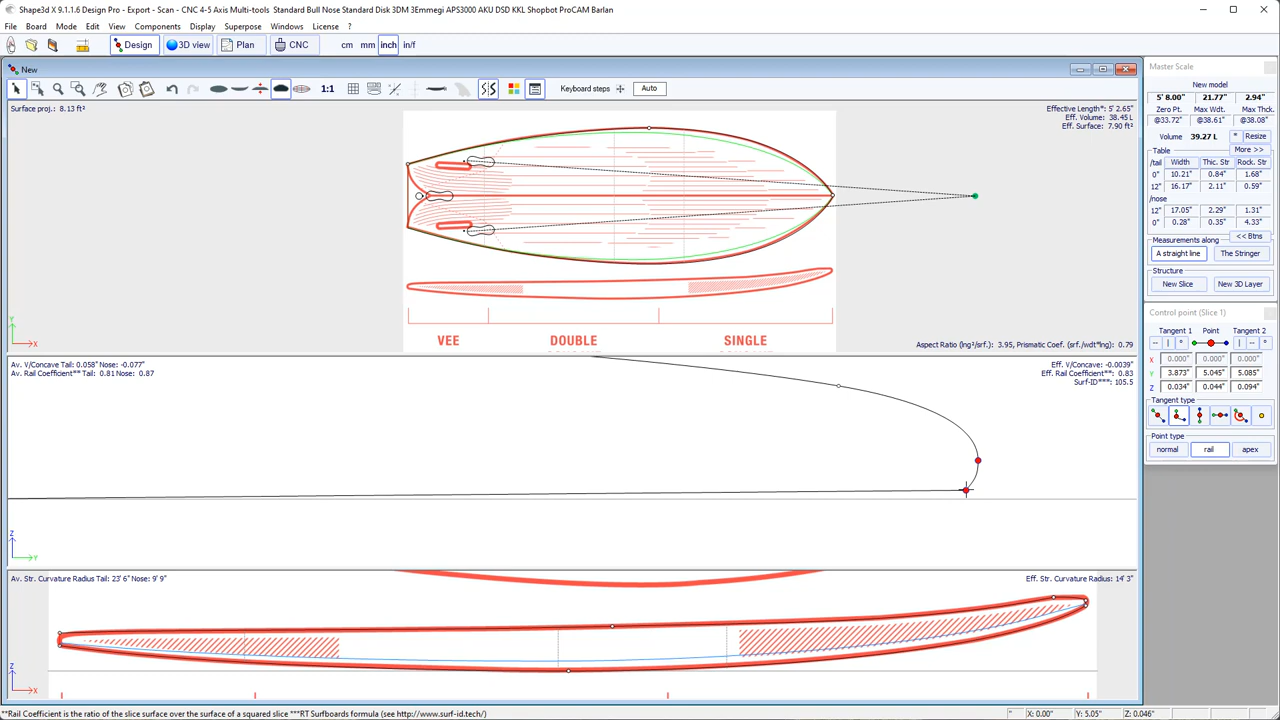 Shape3d X 9.1.1.6 Design Pro - Export - Scan - CNC 4-5 Axis Multi-tools Standard Bull Nose Standard Disk 3DM 3Emmegi APS3000 AKU DSD KKL Shopbot ProCAM Barlan
File Board Mode Edit View Components Display Superpose Windows License ?
Design 3D view Plan CNC cm mm inch in/f
New
1:1 Keyboard steps Auto
Surface proj.: 8.13 ft²
Effective Length*: 5' 2.65"
Eff. Volume: 38.45 L
Eff. Surface: 7.90 ft²
VEE DOUBLE SINGLE
Y
X
Aspect Ratio (lng²/srf.) 3.95, Prismatic Coef. (srf./wdt*lng) 0.79
Av. V/Concave Tail: 0.058" Nose: -0.077"
Av. Rail Coefficient** Tail: 0.81 Nose: 0.87
Eff. V/Concave: -0.0039"
Eff. Rail Coefficient**: 0.83
Surf-ID***: 105.5
Z
Y
Av. Str. Curvature Radius Tail: 23' 6" Nose: 9' 9"
Eff. Str. Curvature Radius: 14' 3"
Z
X
Master Scale
New model
5' 8.00" 21.77" 2.94"
Zero Pt. Max Wdt. Max Thck.
@33.72" @38.61" @38.08"
Volume 39.27 L * Resize
Table More >>
/tail Width Thic. Str Rock. Str
0" 10.21" 0.84" 1.68"
12" 16.17" 2.11" 0.59"
/nose
12" 17.05" 2.29" 1.31"
0" 0.28" 0.35" 4.33"
<< Btns
Measurements along
A straight line The Stringer
Structure
New Slice New 3D Layer
Control point (Slice 1)
Tangent 1 Point Tangent 2
X 0.000" 0.000" 0.000"
Y 3.873" 5.045" 5.085"
Z 0.034" 0.044" 0.094"
Tangent type
Point type
normal rail apex
**Rail Coefficient is the ratio of the slice surface over the surface of a squared slice ***RT Surfboards formula (see http://www.surf-id.tech/)
" X: 0.00" Y: 5.05" Z: 0.046"